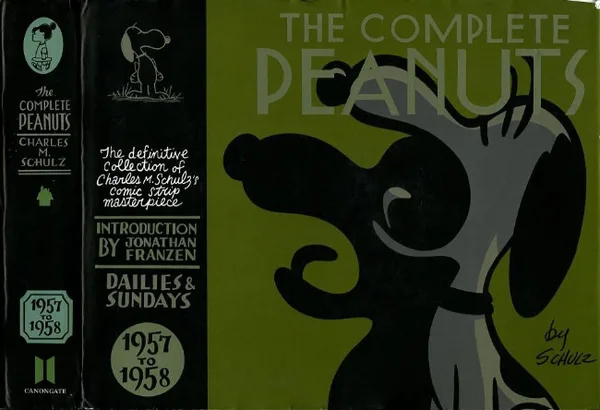 The
COMPLETE
PEANUTS
CHARLES
M.
SCHULZ
1957
TO
1958
CANONGATE
The definitive
collection of
Charles M. Schulz's
comic strip
masterpiece
INTRODUCTION
BY JONATHAN
FRANZEN
DAILIES &
SUNDAYS
1957
TO
1958
THE COMPLETE
PEANUTS
by
SCHULZ